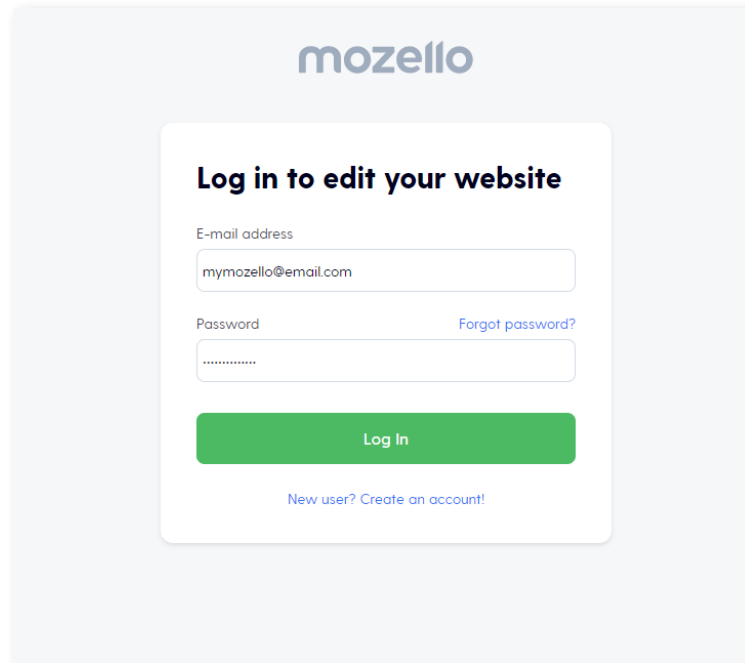 mozello
Log in to edit your website
E-mail address
mymozello@email.com
Password Forgot password?
..............
Log In
New user? Create an account!